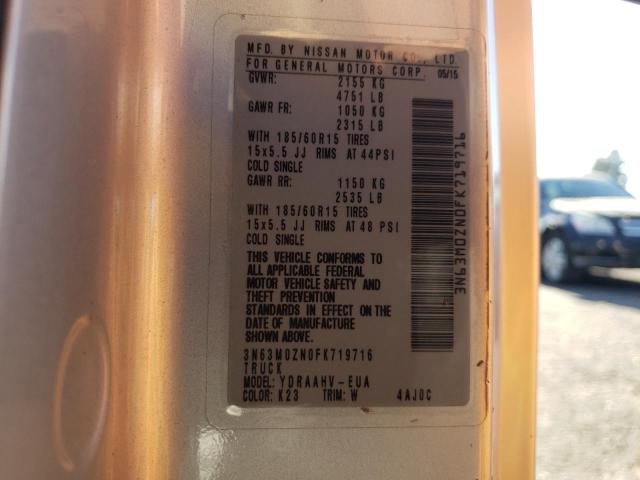 MFD. BY NISSAN MOTOR CO., LTD.
FOR GENERAL MOTORS CORP. 05/15
GVWR: 2155 KG
4751 LB
GAWR FR: 1050 KG
2315 LB
WITH 185/60R15 TIRES
15x5.5 JJ RIMS AT 44PSI
COLD SINGLE
GAWR RR: 1150 KG
2535 LB
WITH 185/60R15 TIRES
15x5.5 JJ RIMS AT 48 PSI
COLD SINGLE
THIS VEHICLE CONFORMS TO
ALL APPLICABLE FEDERAL
MOTOR VEHICLE SAFETY AND
THEFT PREVENTION
STANDARDS IN EFFECT ON THE
DATE OF MANUFACTURE
SHOWN ABOVE.
3N63M0ZN0FK719716
TRUCK
MODEL: YDRAAHV-EUA
COLOR: K23 TRIM: W 4AJ0C
3N63M0ZN0FK719716